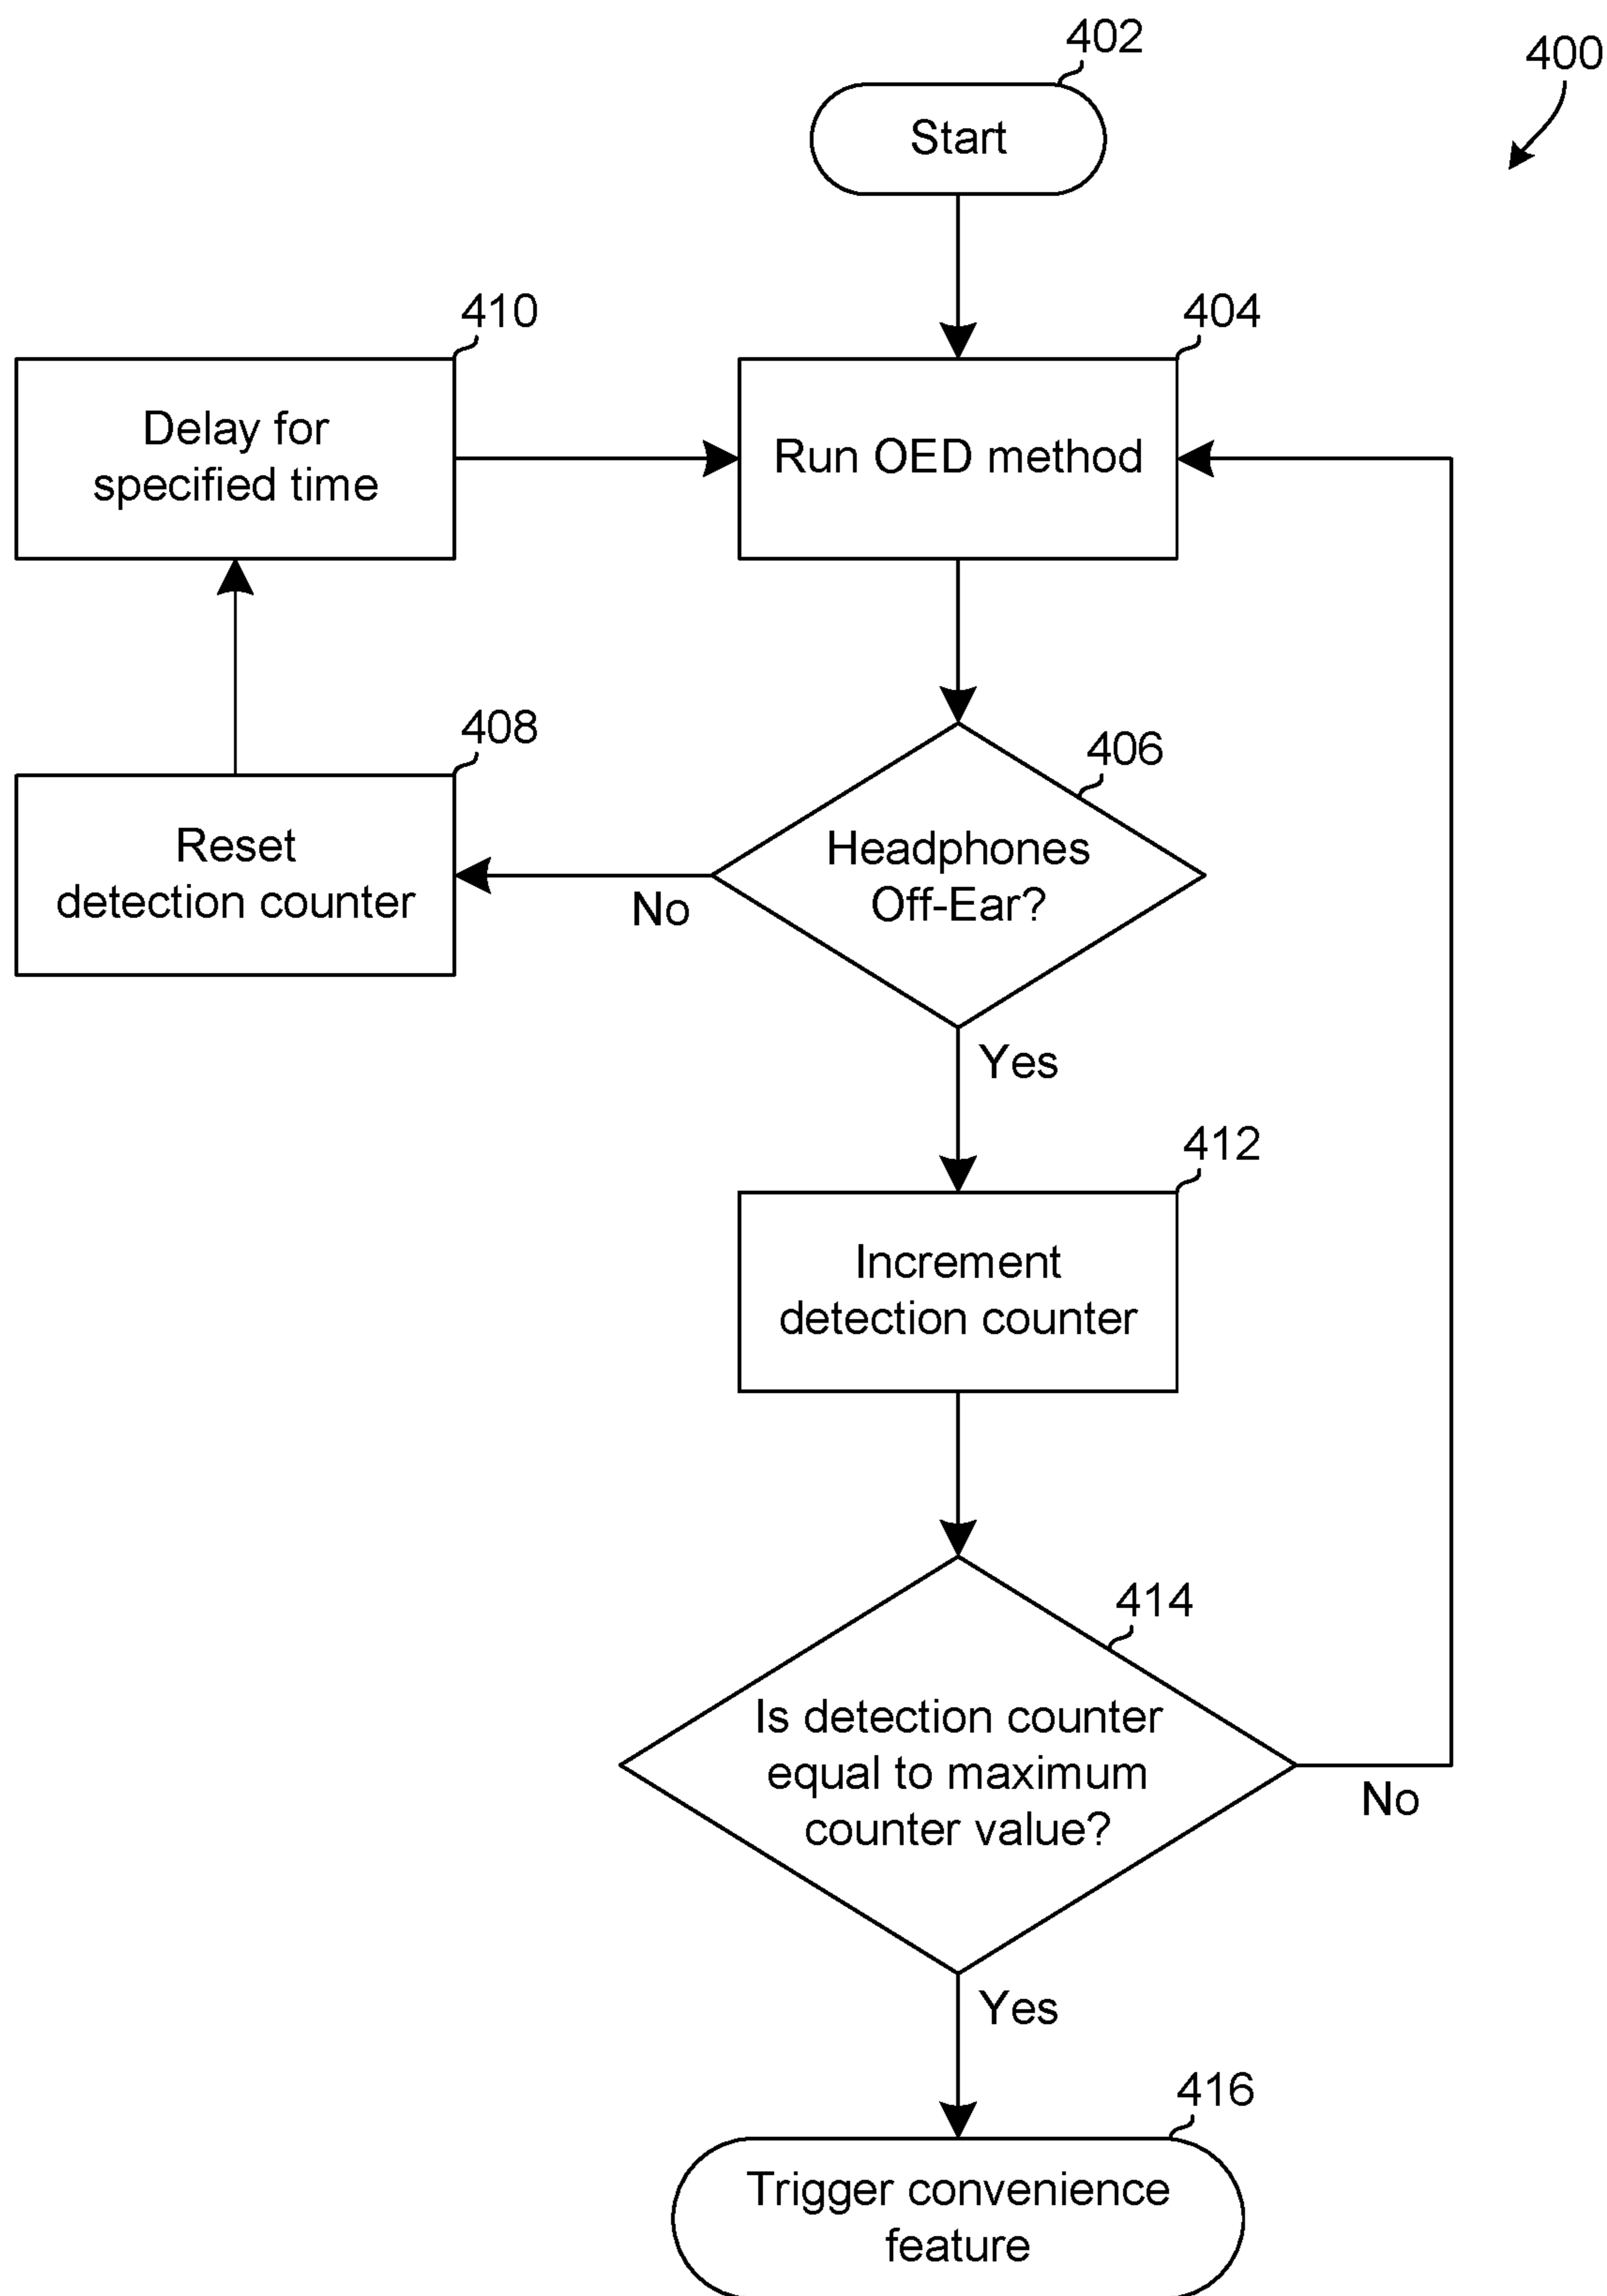 402
400
Start
410
404
Delay for
specified time
Run OED method
408
406
Reset
detection counter
Headphones
Off-Ear?
No
Yes
412
Increment
detection counter
414
Is detection counter
equal to maximum
counter value?
No
Yes
416
Trigger convenience
feature